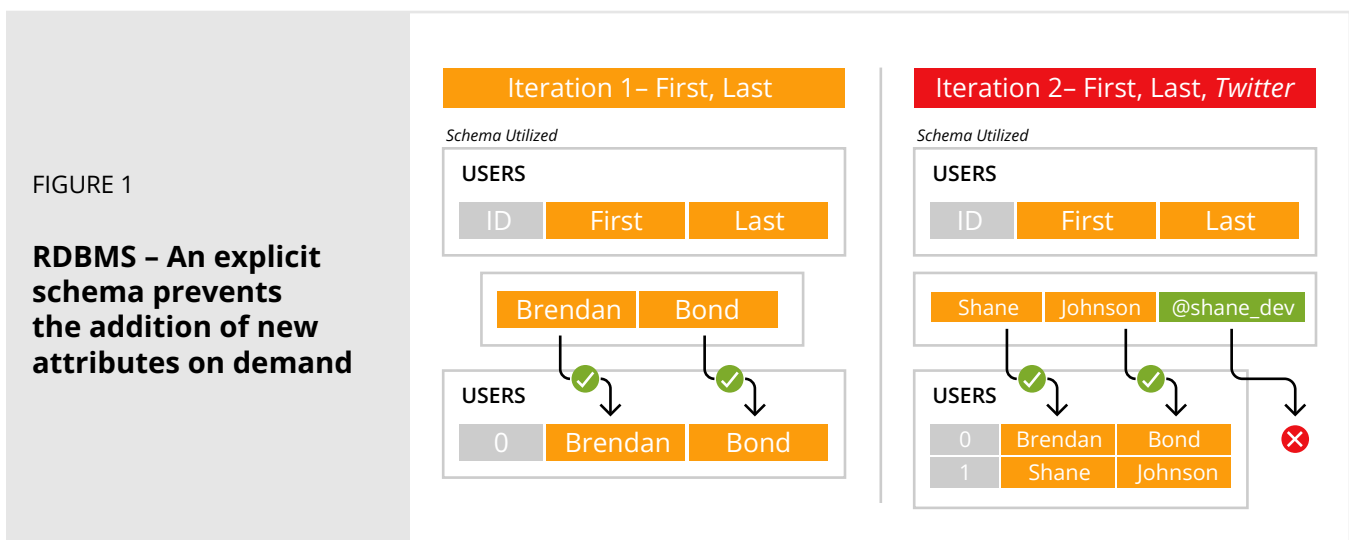 FIGURE 1
RDBMS – An explicit
schema prevents
the addition of new
attributes on demand
Iteration 1– First, Last
Schema Utilized
USERS
ID First Last
Brendan Bond
USERS
0 Brendan Bond
Iteration 2– First, Last, Twitter
Schema Utilized
USERS
ID First Last
Shane Johnson @shane_dev
USERS
0 Brendan Bond
1 Shane Johnson